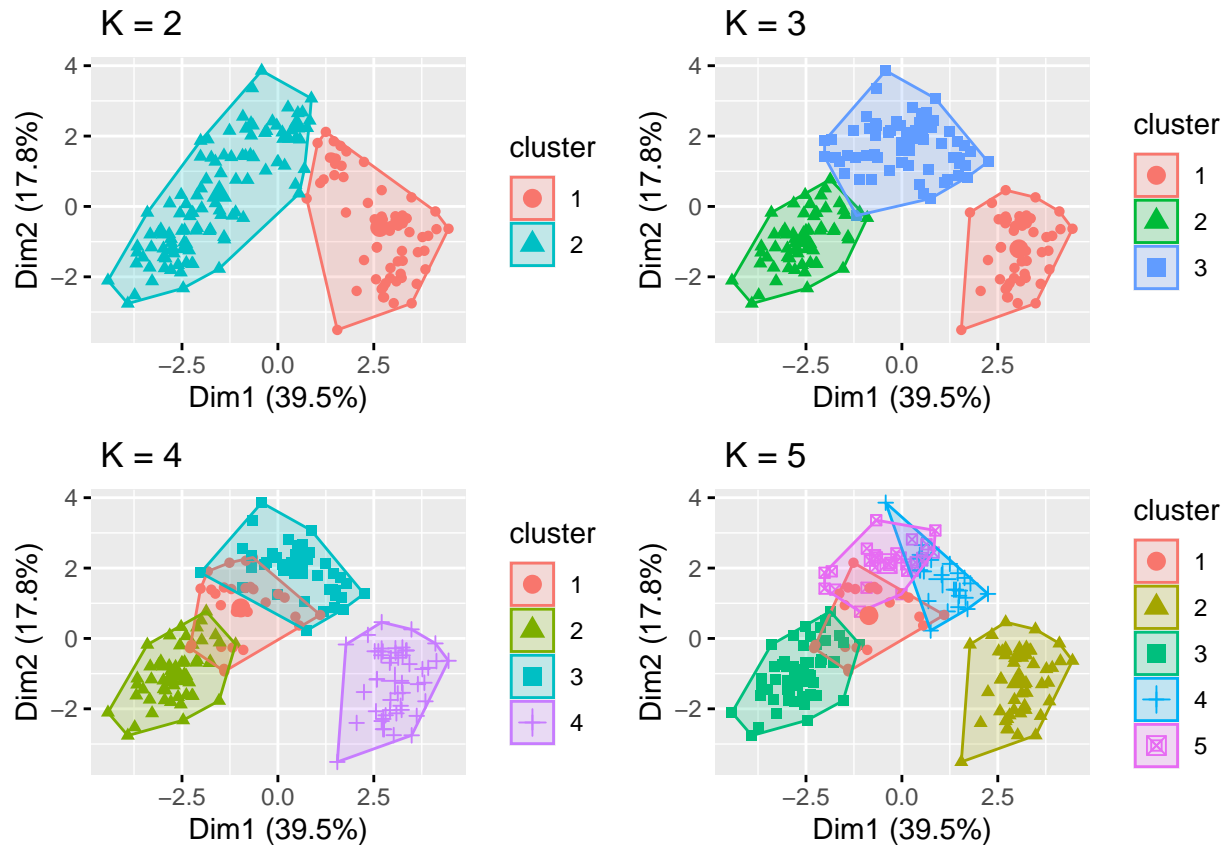 K = 2
4
2
0
−2
Dim2 (17.8%)
−2.5 0.0 2.5
Dim1 (39.5%)
cluster
1
2
K = 3
4
2
0
−2
Dim2 (17.8%)
−2.5 0.0 2.5
Dim1 (39.5%)
cluster
1
2
3
K = 4
4
2
0
−2
Dim2 (17.8%)
−2.5 0.0 2.5
Dim1 (39.5%)
cluster
1
2
3
4
K = 5
4
2
0
−2
Dim2 (17.8%)
−2.5 0.0 2.5
Dim1 (39.5%)
cluster
1
2
3
4
5